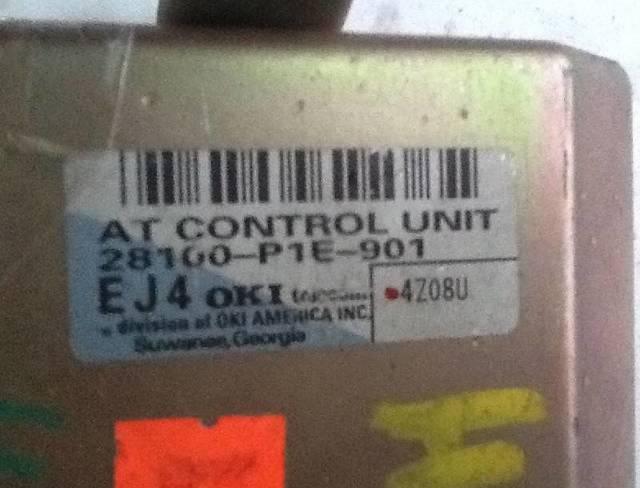 AT CONTROL UNIT
28100-P1E-901
EJ4 OKI
4Z08U
a division of OKI AMERICA INC.
Suwanee, Georgia